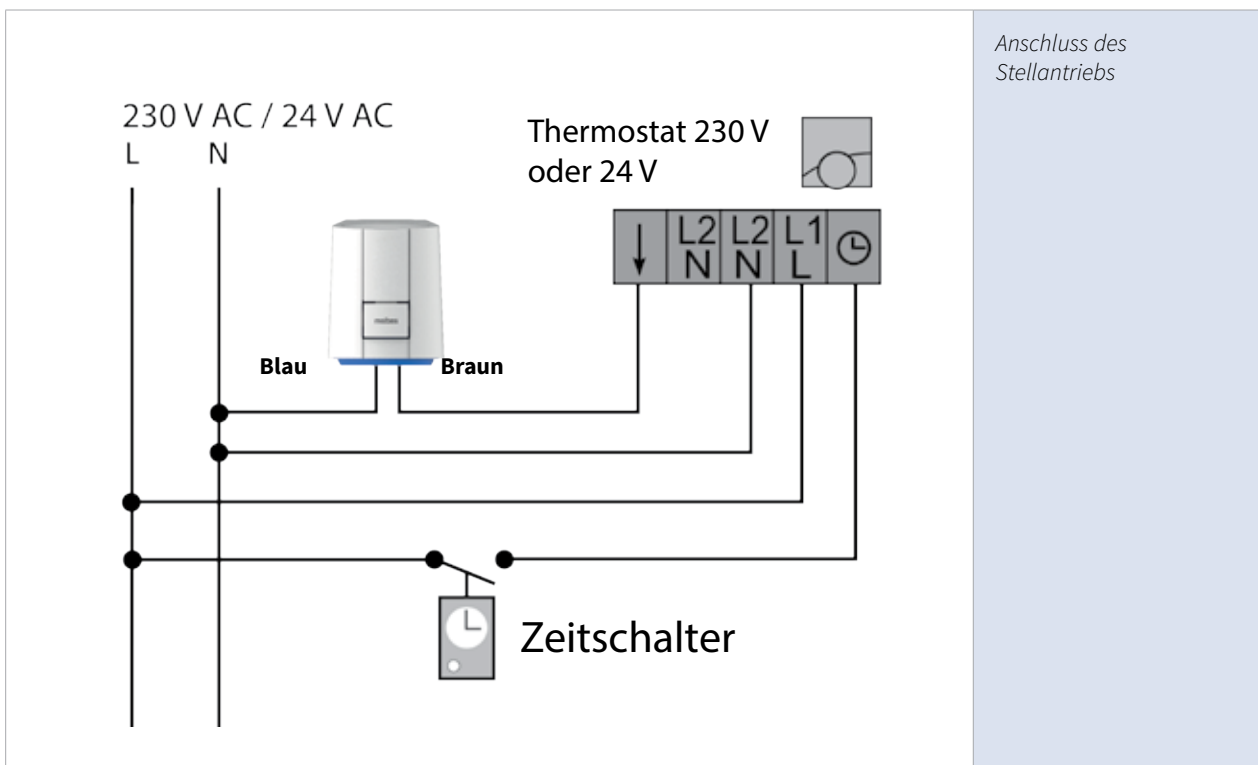 Anschluss des
Stellantriebs
230 V AC / 24 V AC
L N
Thermostat 230 V
oder 24 V
L2 L2 L1
N N L
Blau Braun
Zeitschalter